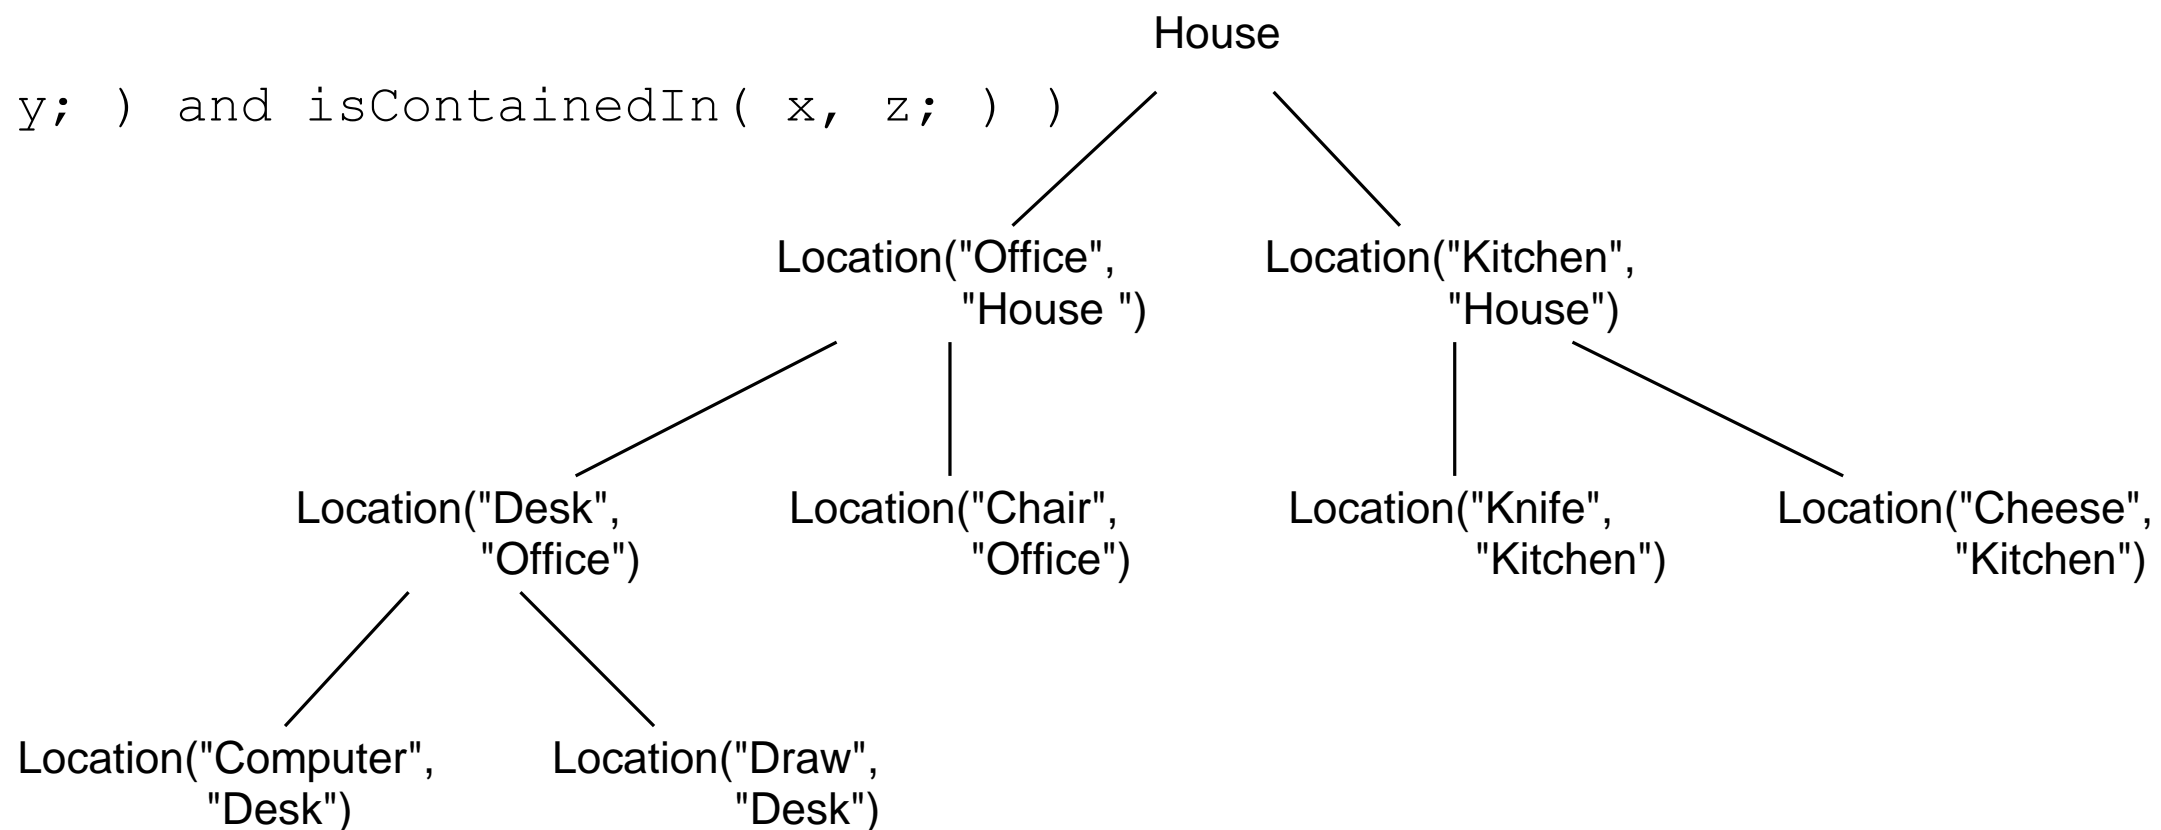 House
y; ) and isContainedIn( x, z; ) )
Location("Office",
"House ")
Location("Kitchen",
"House")
Location("Desk",
"Office")
Location("Chair",
"Office")
Location("Knife",
"Kitchen")
Location("Cheese",
"Kitchen")
Location("Computer",
"Desk")
Location("Draw",
"Desk")